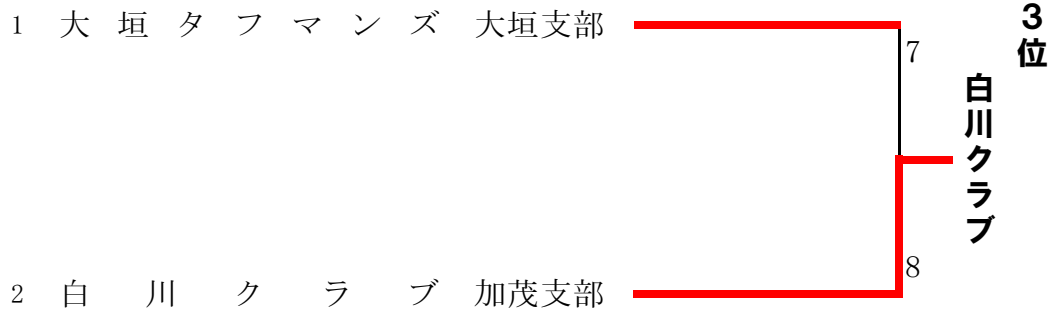 1 大垣タフマンズ 大垣支部
7
3位
白川クラブ
8
2 白川クラブ 加茂支部